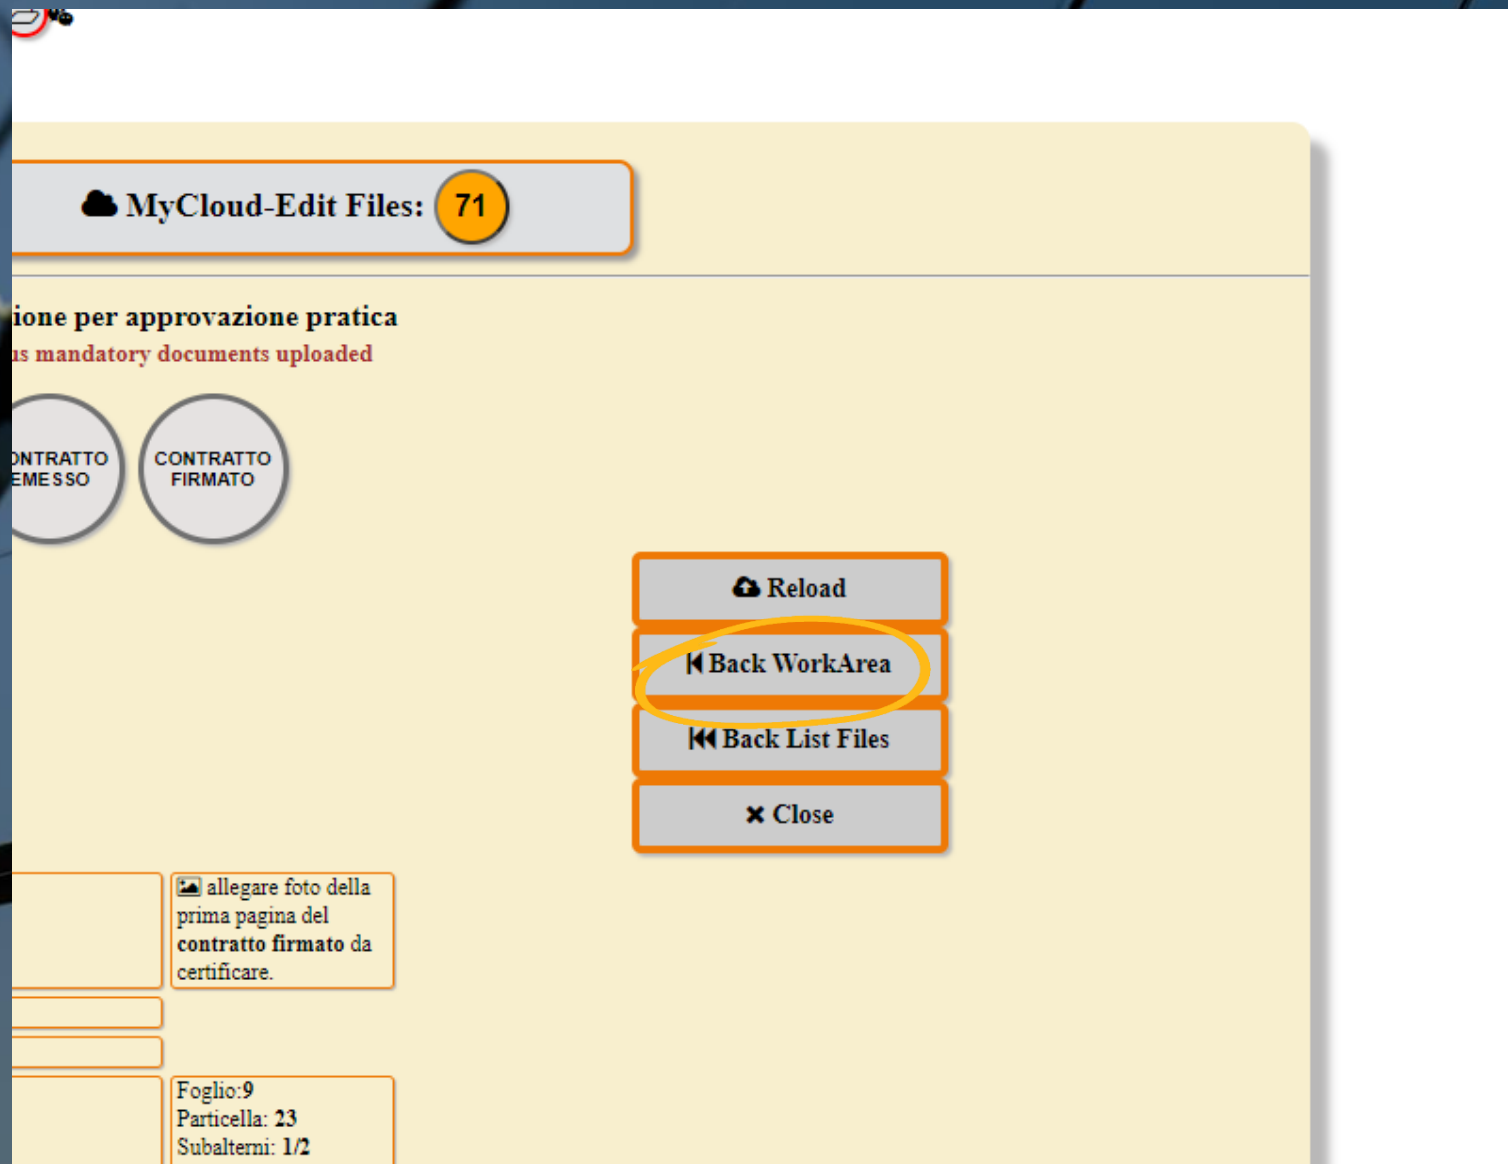 MyCloud-Edit Files: 71
ione per approvazione pratica
us mandatory documents uploaded
ONTRATTO
EMESSO
CONTRATTO
FIRMATO
Reload
Back WorkArea
Back List Files
Close
allegare foto della
prima pagina del
contratto firmato da
certificare.
Foglio:9
Particella: 23
Subalterni: 1/2